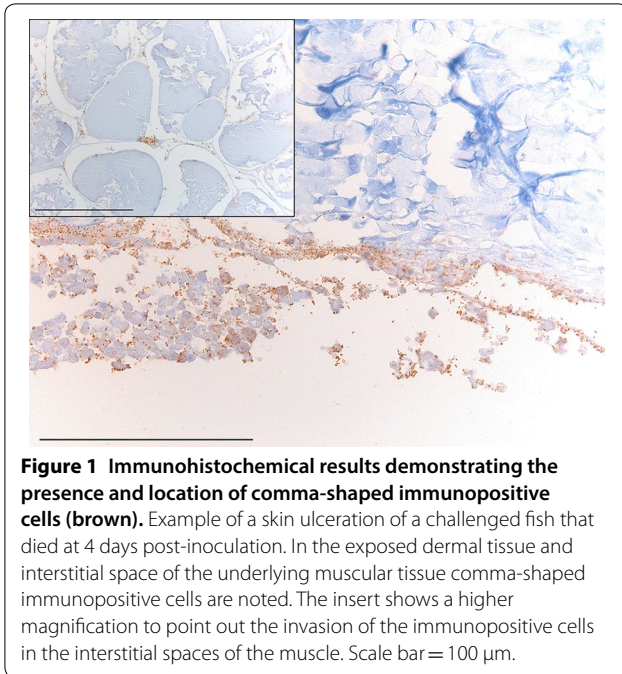 Figure 1 Immunohistochemical results demonstrating the
presence and location of comma-shaped immunopositive
cells (brown). Example of a skin ulceration of a challenged fish that
died at 4 days post-inoculation. In the exposed dermal tissue and
interstitial space of the underlying muscular tissue comma-shaped
immunopositive cells are noted. The insert shows a higher
magnification to point out the invasion of the immunopositive cells
in the interstitial spaces of the muscle. Scale bar = 100 µm.